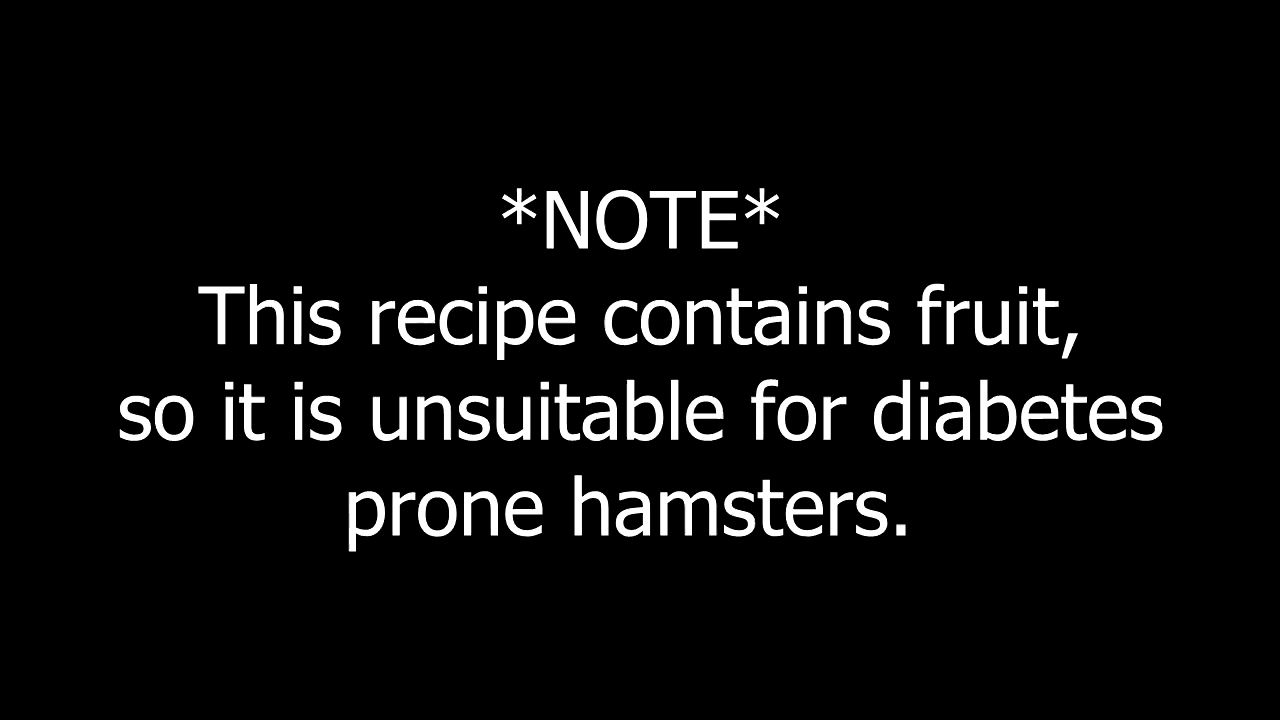 *NOTE*
This recipe contains fruit,
so it is unsuitable for diabetes
prone hamsters.